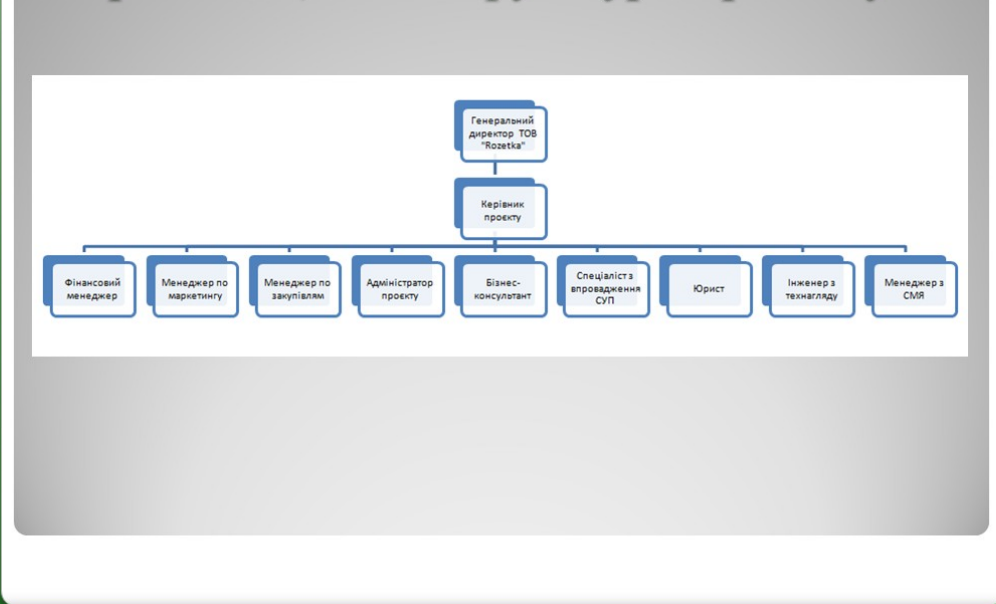 Генеральний
директор ТОВ
"Rozetka"
Керівник
проєкту
Фінансовий
менеджер
Менеджер по
маркетингу
Менеджер по
закупівлям
Адміністратор
проєкту
Бізнес-
консультант
Спеціаліст з
впровадження
СУП
Юрист
Інженер з
технагляду
Менеджер з
СМЯ